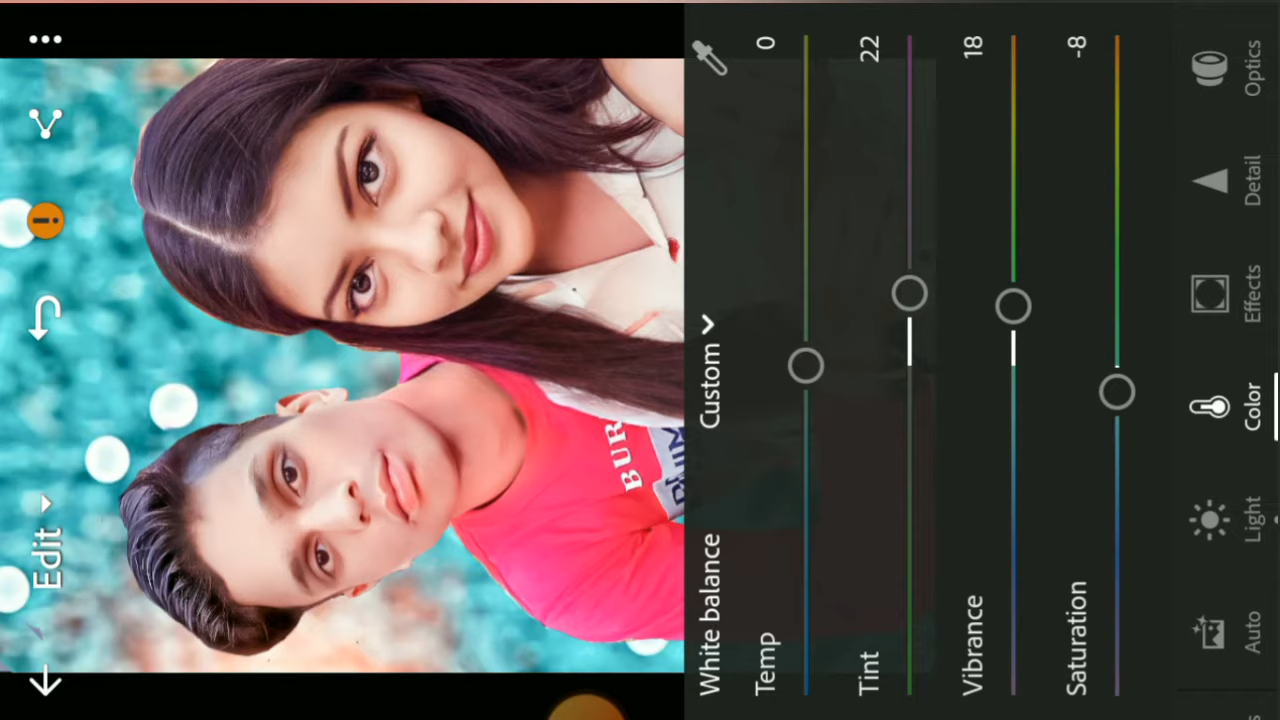 Edit
BUR
White balance
Custom
Temp
0
Tint
22
Vibrance
18
Saturation
-8
Auto
Light
Color
Effects
Detail
Optics